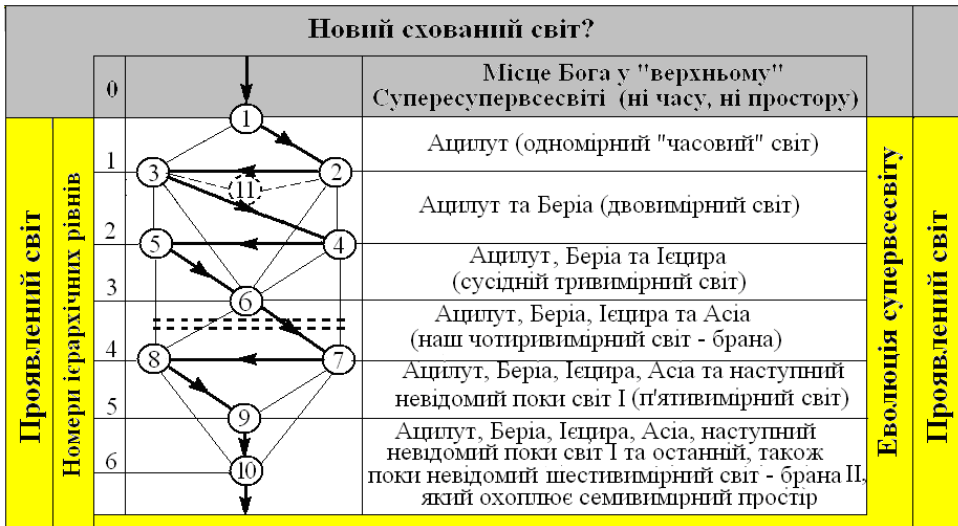 Новий схований світ?
0
Місце Бога у "верхньому"
Суперсупервсесвіті (ні часу, ні простору)
Проявлений світ
Номери ієрархічних рівнів
Еволюція супервсесвіту
Проявлений світ
1
Ацилут (одномірний "часовий" світ)
1
3
11
2
Ацилут та Беріа (двовимірний світ)
2
5
4
Ацилут, Беріа та Ієцира
(сусідній тривимірний світ)
3
6
Ацилут, Беріа, Ієцира та Асіа
(наш чотиривимірний світ - брана)
4
8
7
Ацилут, Беріа, Ієцира, Асіа та наступний
невідомий поки світ I (п'ятивимірний світ)
5
9
Ацилут, Беріа, Ієцира, Асіа, наступний
невідомий поки світ I та останній, також
поки невідомий шестивимірний світ - брана II,
який охоплює семивимірний простір
6
10